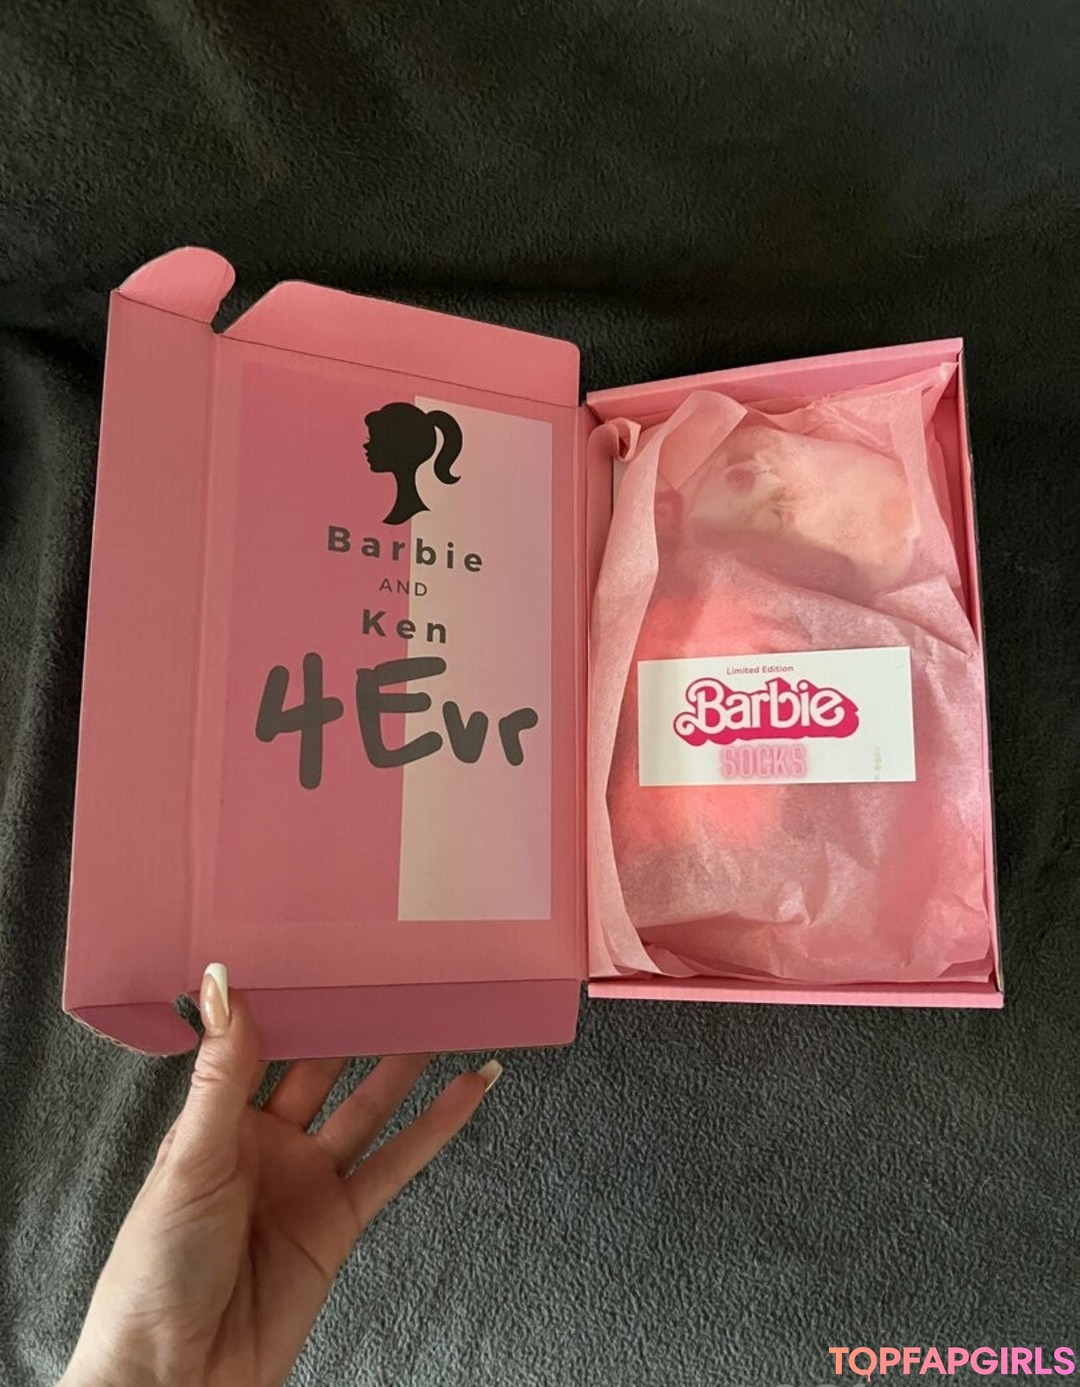 Barbie
AND
Ken
4Evr
Limited Edition
Barbie
SOCKS
TOPFAPGIRLS